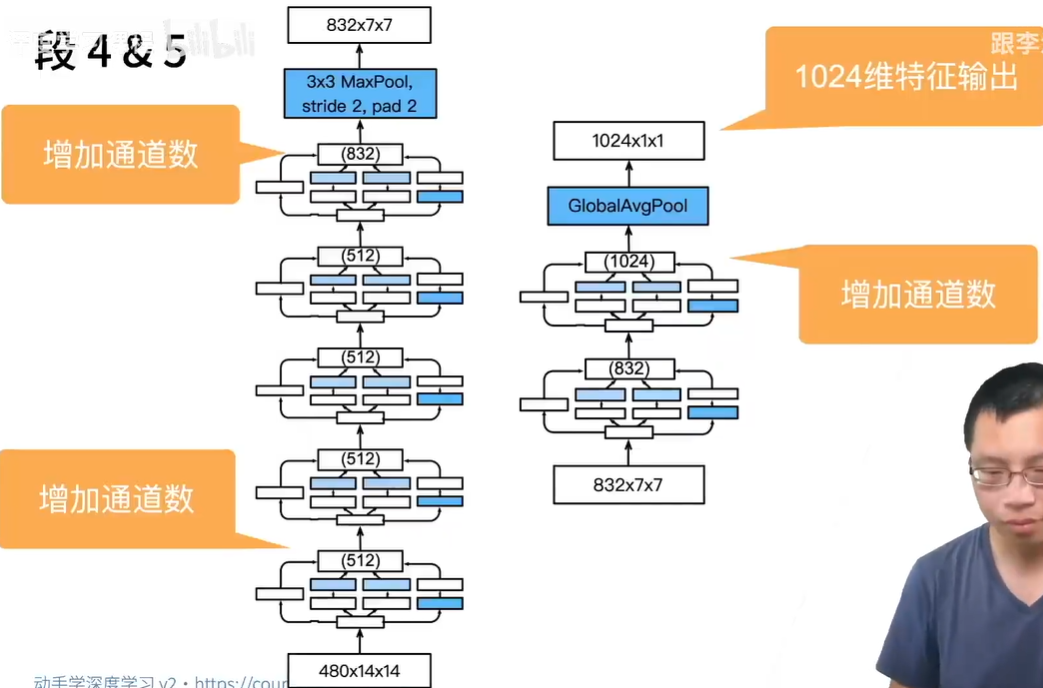 段 4 & 5
bilibili
跟李
832x7x7
3x3 MaxPool,
stride 2, pad 2
增加通道数
(832)
(512)
(512)
(512)
增加通道数
(512)
480x14x14
1024维特征输出
1024x1x1
GlobalAvgPool
(1024)
增加通道数
(832)
832x7x7
动手学深度学习 v2 · https://cour